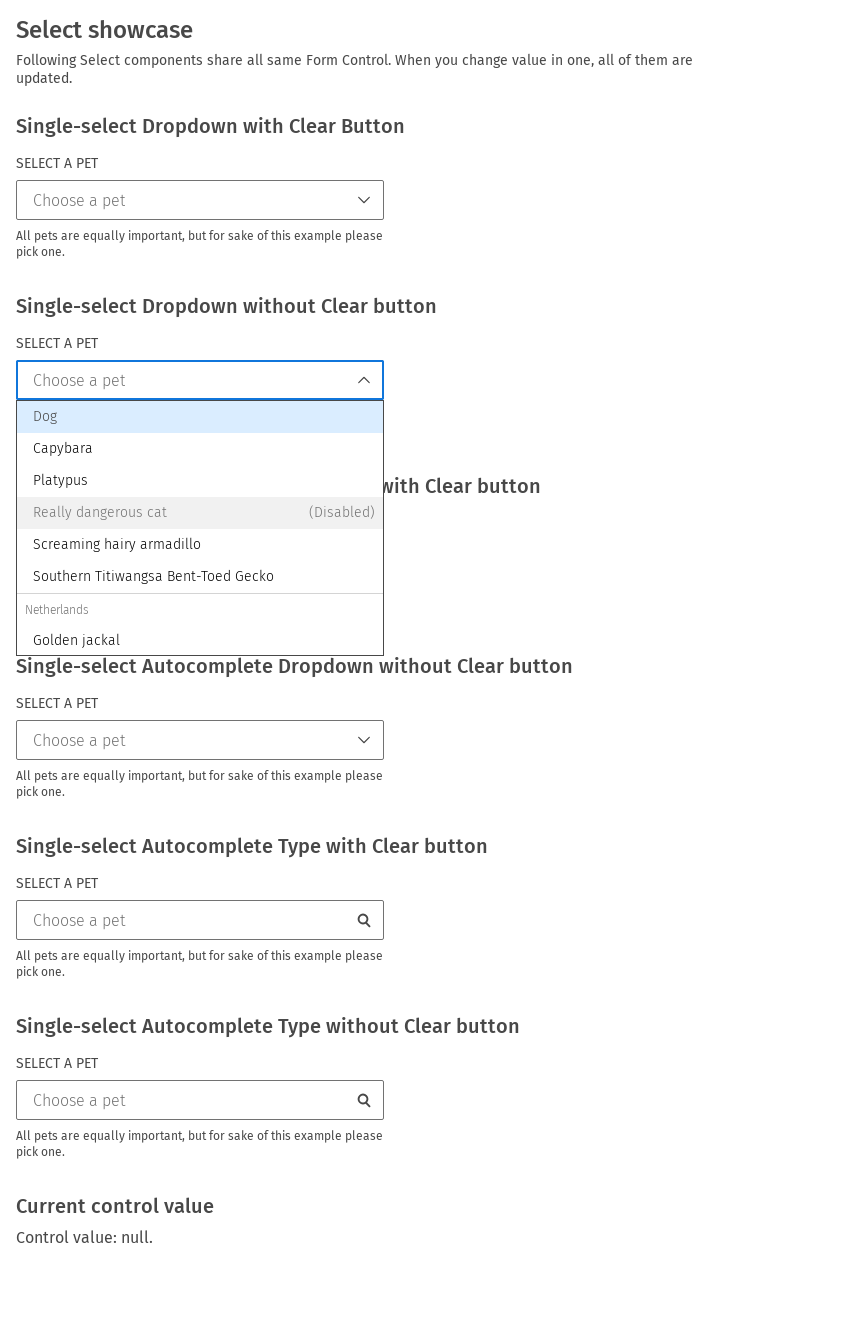 Select showcase
Following Select components share all same Form Control. When you change value in one, all of them are
updated.
Single-select Dropdown with Clear Button
SELECT A PET
Choose a pet
All pets are equally important, but for sake of this example please
pick one.
Single-select Dropdown without Clear button
SELECT A PET
Choose a pet
Dog
Capybara
Platypus
with Clear button
Really dangerous cat (Disabled)
Screaming hairy armadillo
Southern Titiwangsa Bent-Toed Gecko
Netherlands
Golden jackal
Single-select Autocomplete Dropdown without Clear button
SELECT A PET
Choose a pet
All pets are equally important, but for sake of this example please
pick one.
Single-select Autocomplete Type with Clear button
SELECT A PET
Choose a pet
All pets are equally important, but for sake of this example please
pick one.
Single-select Autocomplete Type without Clear button
SELECT A PET
Choose a pet
All pets are equally important, but for sake of this example please
pick one.
Current control value
Control value: null.